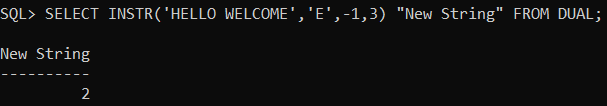 SQL> SELECT INSTR('HELLO WELCOME','E',-1,3) "New String" FROM DUAL;
New String
----------
2